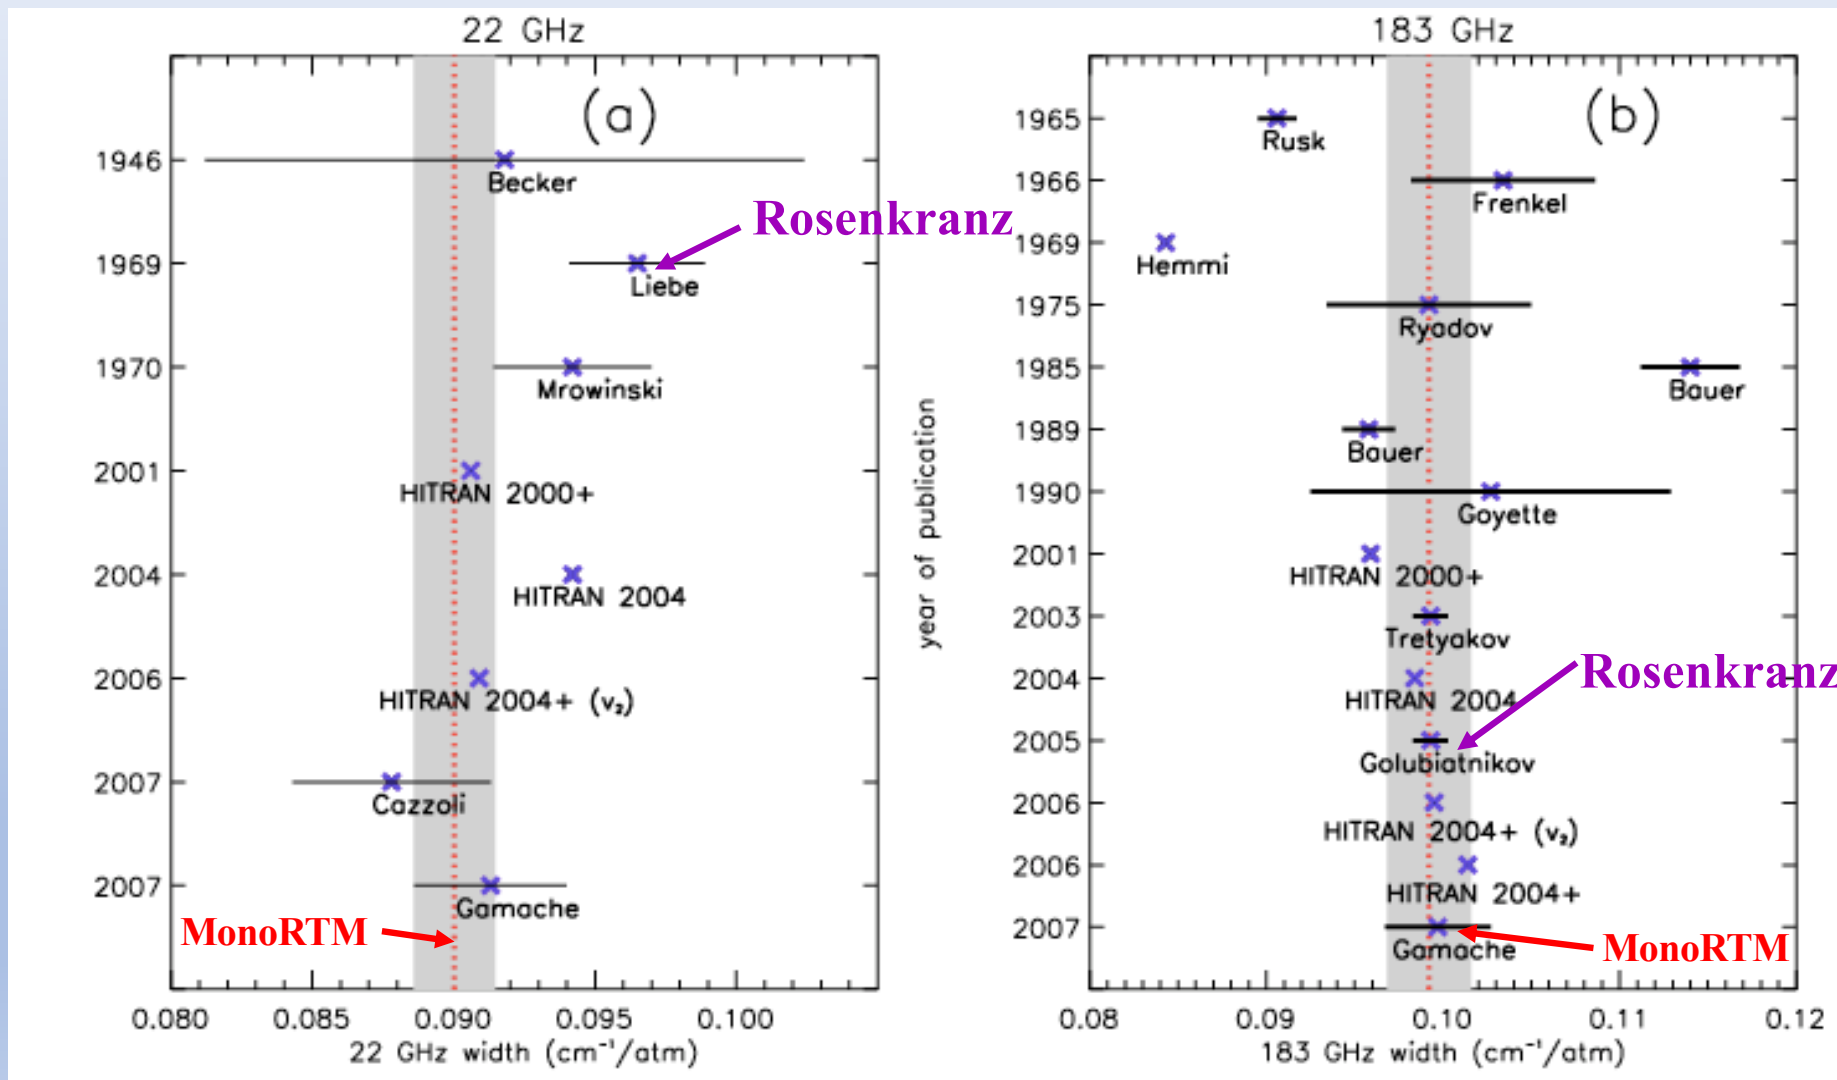 22 GHz
(a)
1946
Becker
Rosenkranz
1969
Liebe
1970
Mrowinski
2001
HITRAN 2000+
2004
HITRAN 2004
2006
HITRAN 2004+ (v₂)
2007
Cazzoli
2007
Gamache
MonoRTM
0.080 0.085 0.090 0.095 0.100
22 GHz width (cm⁻¹/atm)
year of publication
183 GHz
(b)
1965
Rusk
1966
Frenkel
1969
Hemmi
1975
Ryadov
1985
Bauer
1989
Bauer
1990
Goyette
2001
HITRAN 2000+
2003
Tretyakov
Rosenkranz
2004
HITRAN 2004
2005
Golubiatnikov
2006
HITRAN 2004+ (v₂)
2006
HITRAN 2004+
2007
Gamache
MonoRTM
0.08 0.09 0.10 0.11 0.12
183 GHz width (cm⁻¹/atm)